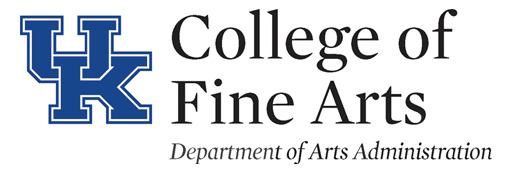 UK
College of
Fine Arts
Department of Arts Administration